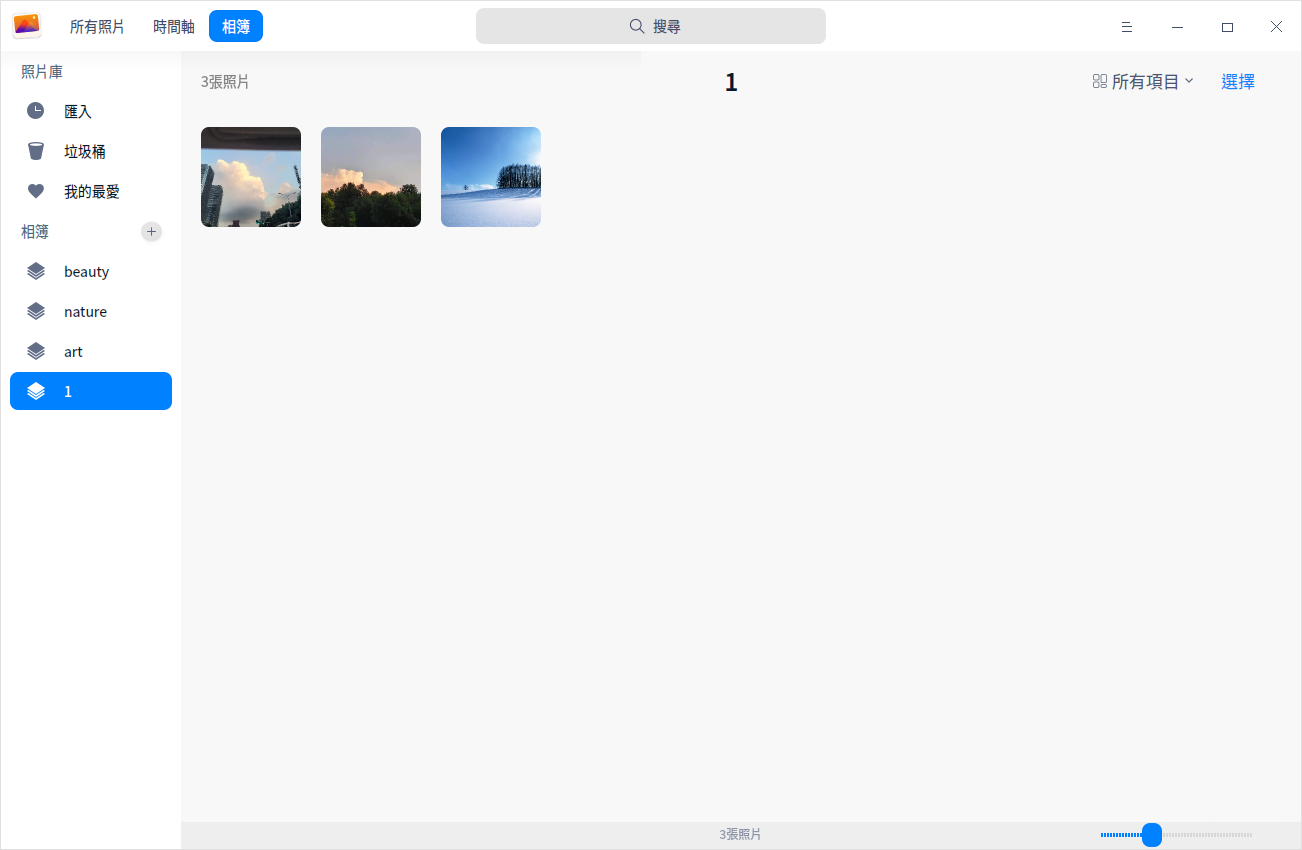 所有照片 時間軸 相簿 搜尋
照片庫
匯入
垃圾桶
我的最愛
相簿
beauty
nature
art
1
3張照片 1 所有項目 選擇
3張照片